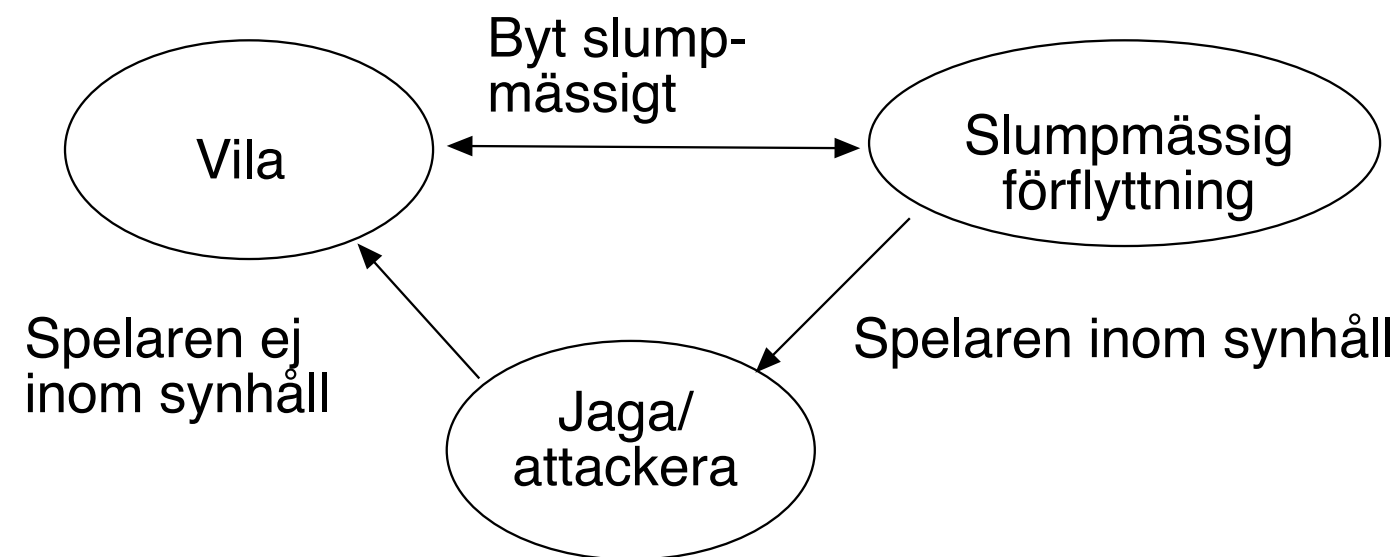 Byt slump-
mässigt
Vila
Slumpmässig
förflyttning
Spelaren ej
inom synhåll
Spelaren inom synhåll
Jaga/
attackera